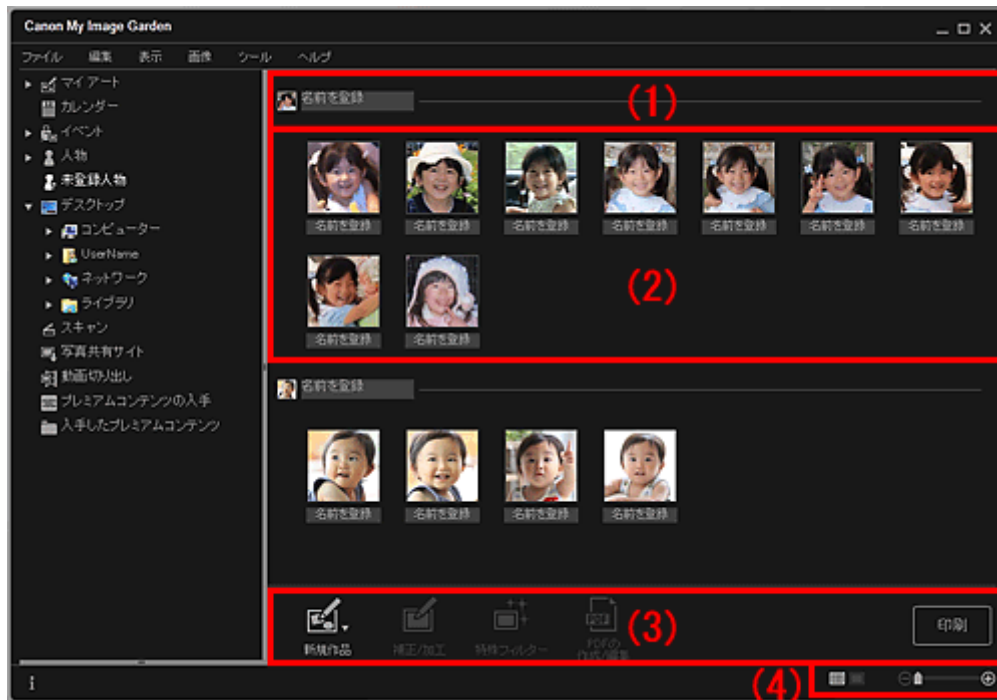 Canon My Image Garden
ファイル 編集 表示 画像 ツール ヘルプ
マイ アート
カレンダー
イベント
人物
未登録人物
デスクトップ
コンピューター
UserName
ネットワーク
ライブラリ
スキャン
写真共有サイト
動画切り出し
プレミアムコンテンツの入手
入手したプレミアムコンテンツ
名前を登録 (1)
名前を登録 名前を登録 名前を登録 名前を登録 名前を登録 名前を登録 名前を登録
(2)
名前を登録 名前を登録
名前を登録
名前を登録 名前を登録 名前を登録 名前を登録
新規作品 補正/加工 特殊フィルター PDFの
作成/編集
(3)
印刷
(4)